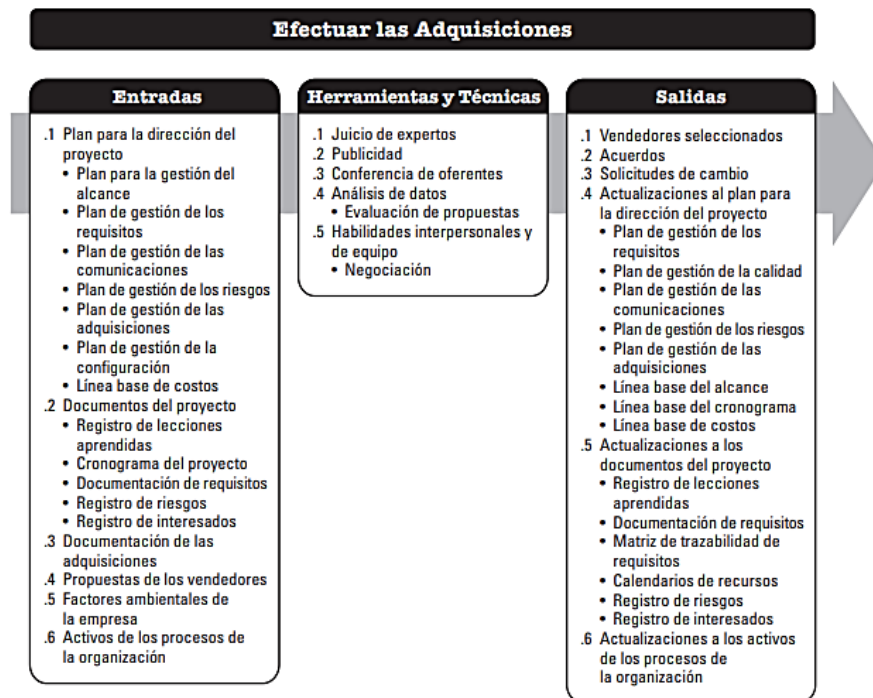 Efectuar las Adquisiciones
Entradas
.1 Plan para la dirección del
proyecto
• Plan para la gestión del
alcance
• Plan de gestión de los
requisitos
• Plan de gestión de las
comunicaciones
• Plan de gestión de los riesgos
• Plan de gestión de las
adquisiciones
• Plan de gestión de la
configuración
• Línea base de costos
.2 Documentos del proyecto
• Registro de lecciones
aprendidas
• Cronograma del proyecto
• Documentación de requisitos
• Registro de riesgos
• Registro de interesados
.3 Documentación de las
adquisiciones
.4 Propuestas de los vendedores
.5 Factores ambientales de
la empresa
.6 Activos de los procesos de
la organización
Herramientas y Técnicas
.1 Juicio de expertos
.2 Publicidad
.3 Conferencia de oferentes
.4 Análisis de datos
• Evaluación de propuestas
.5 Habilidades interpersonales y
de equipo
• Negociación
Salidas
.1 Vendedores seleccionados
.2 Acuerdos
.3 Solicitudes de cambio
.4 Actualizaciones al plan para
la dirección del proyecto
• Plan de gestión de los
requisitos
• Plan de gestión de la calidad
• Plan de gestión de las
comunicaciones
• Plan de gestión de los riesgos
• Plan de gestión de las
adquisiciones
• Línea base del alcance
• Línea base del cronograma
• Línea base de costos
.5 Actualizaciones a los
documentos del proyecto
• Registro de lecciones
aprendidas
• Documentación de requisitos
• Matriz de trazabilidad de
requisitos
• Calendarios de recursos
• Registro de riesgos
• Registro de interesados
.6 Actualizaciones a los activos
de los procesos de
la organización